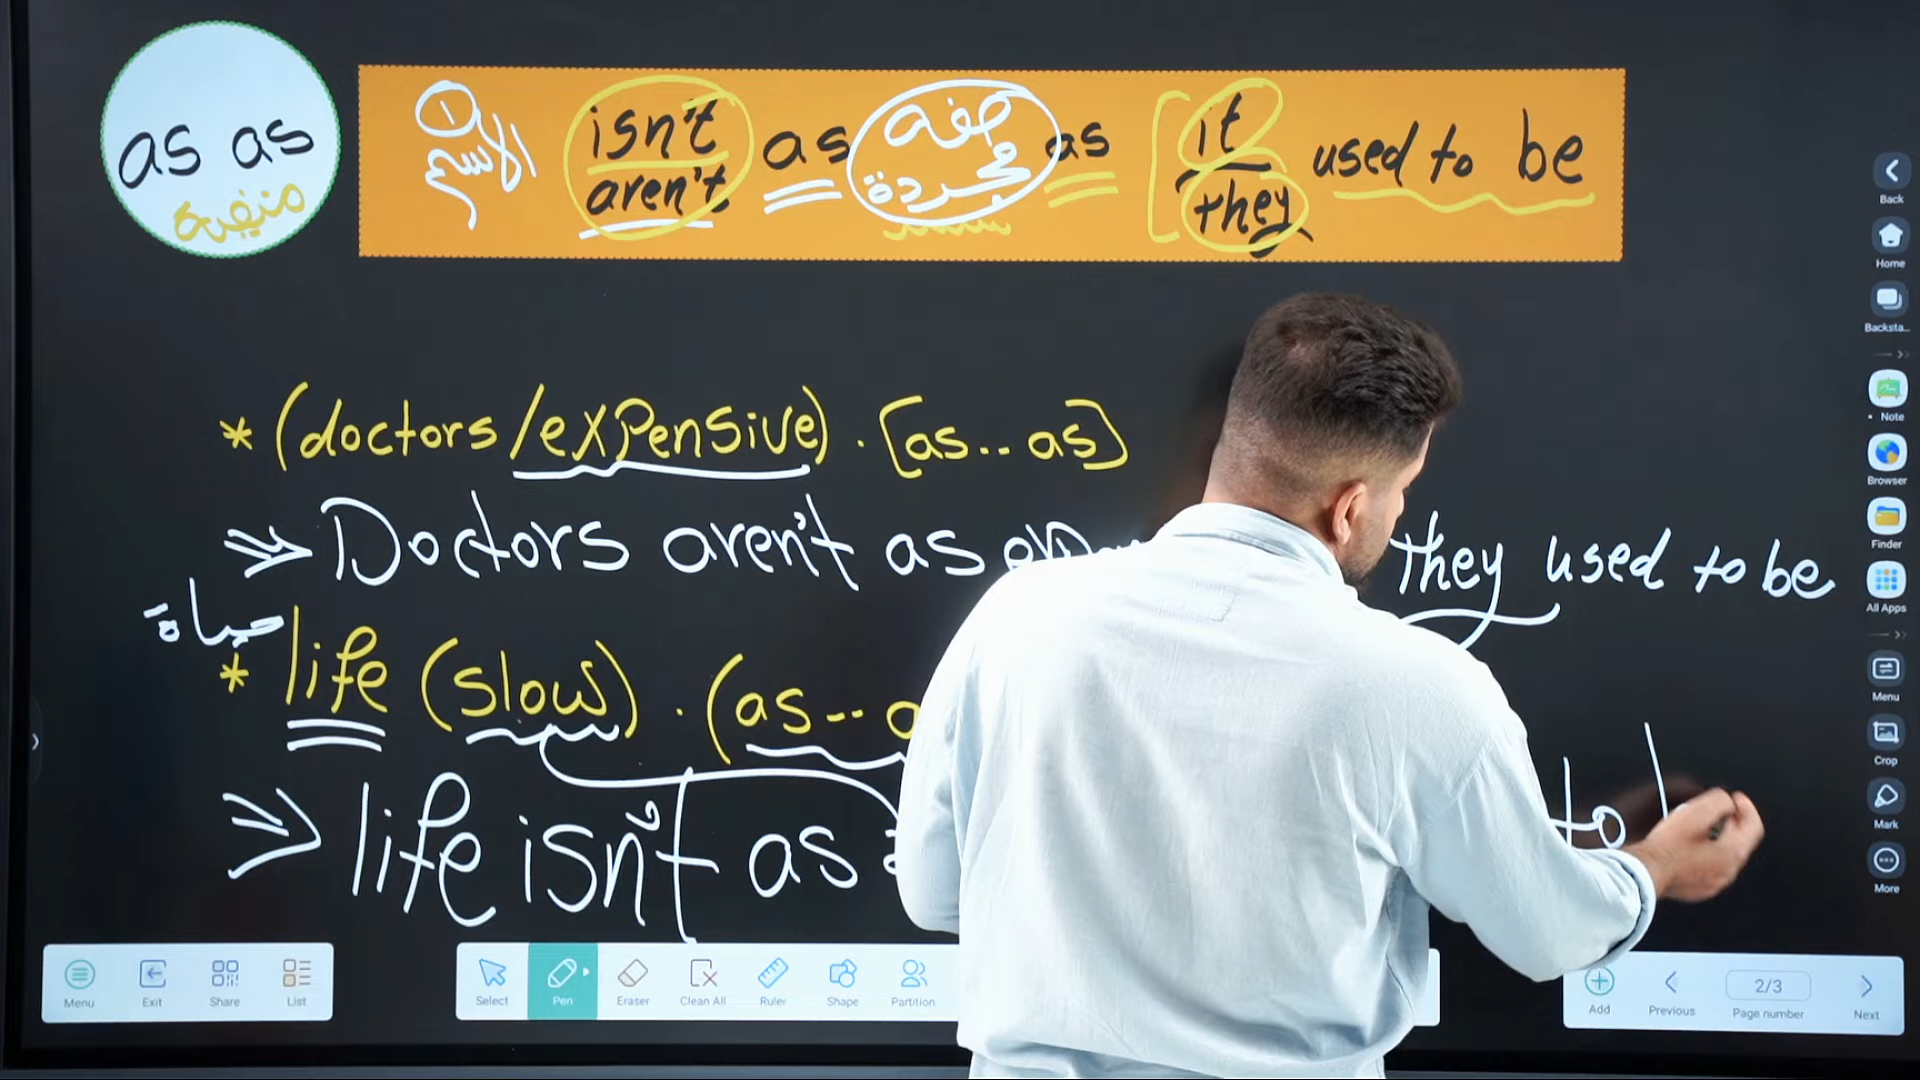 as as
منفية
① الاسم isn't as صفة مجردة as it used to be
aren't they
* (doctors/expensive). [as.. as]
⇒ Doctors aren't as they used to be
حياة
* life (slow). (as..
⇒ life isn't as to
Back
Home
Backsta...
Note
Browser
Finder
All Apps
Menu
Crop
Mark
More
Menu Exit Share List Select Pen Eraser Clean All Ruler Shape Partition Add Previous 2/3 Page number Next